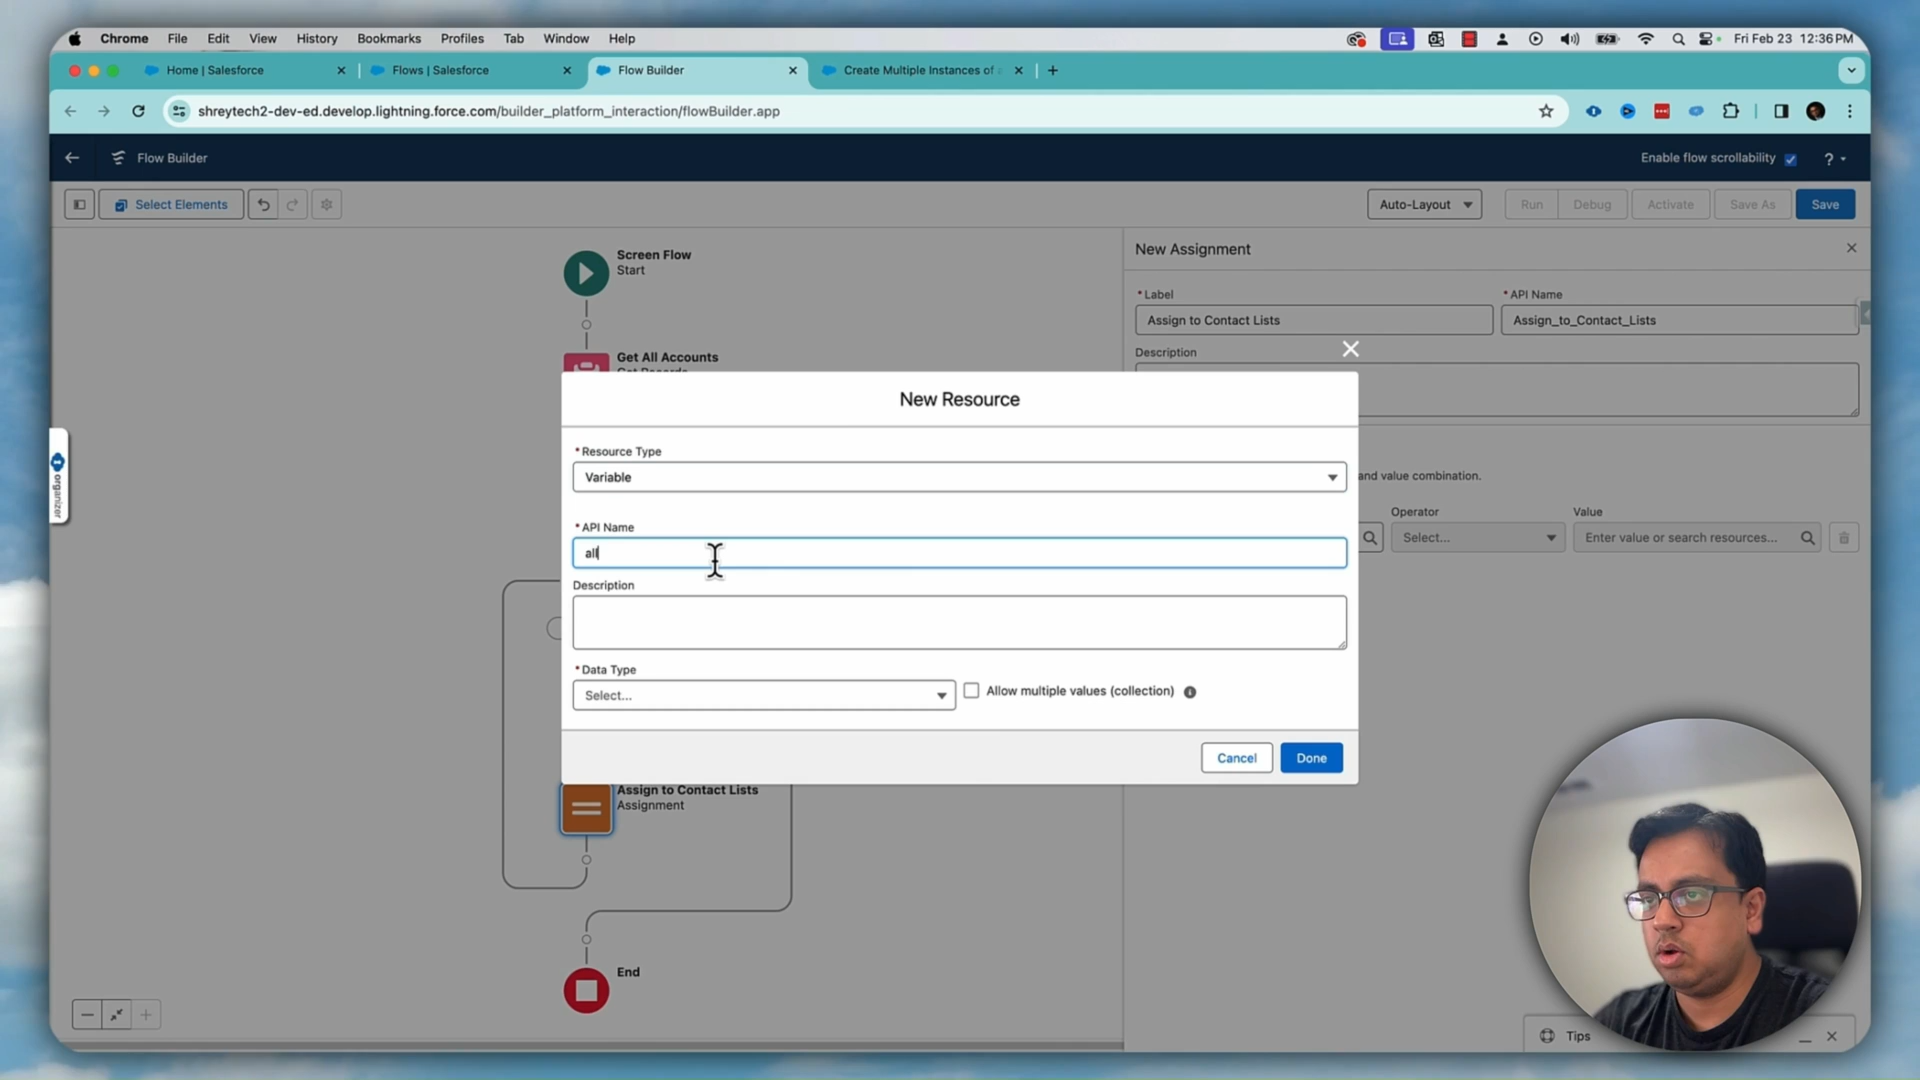 Chrome File Edit View History Bookmarks Profiles Tab Window Help
Fri Feb 23 12:36 PM
Home | Salesforce
Flows | Salesforce
Flow Builder
Create Multiple Instances of
shreytech2-dev-ed.develop.lightning.force.com/builder_platform_interaction/flowBuilder.app
Flow Builder
Enable flow scrollability
?
Select Elements
Auto-Layout
Run
Debug
Activate
Save As
Save
Screen Flow
Start
Get All Accounts
Get Records
New Assignment
* Label
Assign to Contact Lists
* API Name
Assign_to_Contact_Lists
Description
and value combination.
Operator
Select...
Value
Enter value or search resources...
organizer
New Resource
* Resource Type
Variable
* API Name
all
Description
* Data Type
Select...
Allow multiple values (collection)
Cancel
Done
Assign to Contact Lists
Assignment
End
Tips